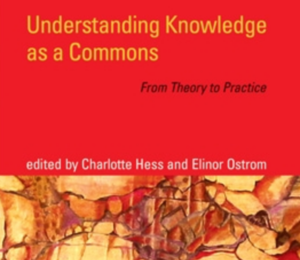 Understanding Knowledge
as a Commons
From Theory to Practice
edited by Charlotte Hess and Elinor Ostrom